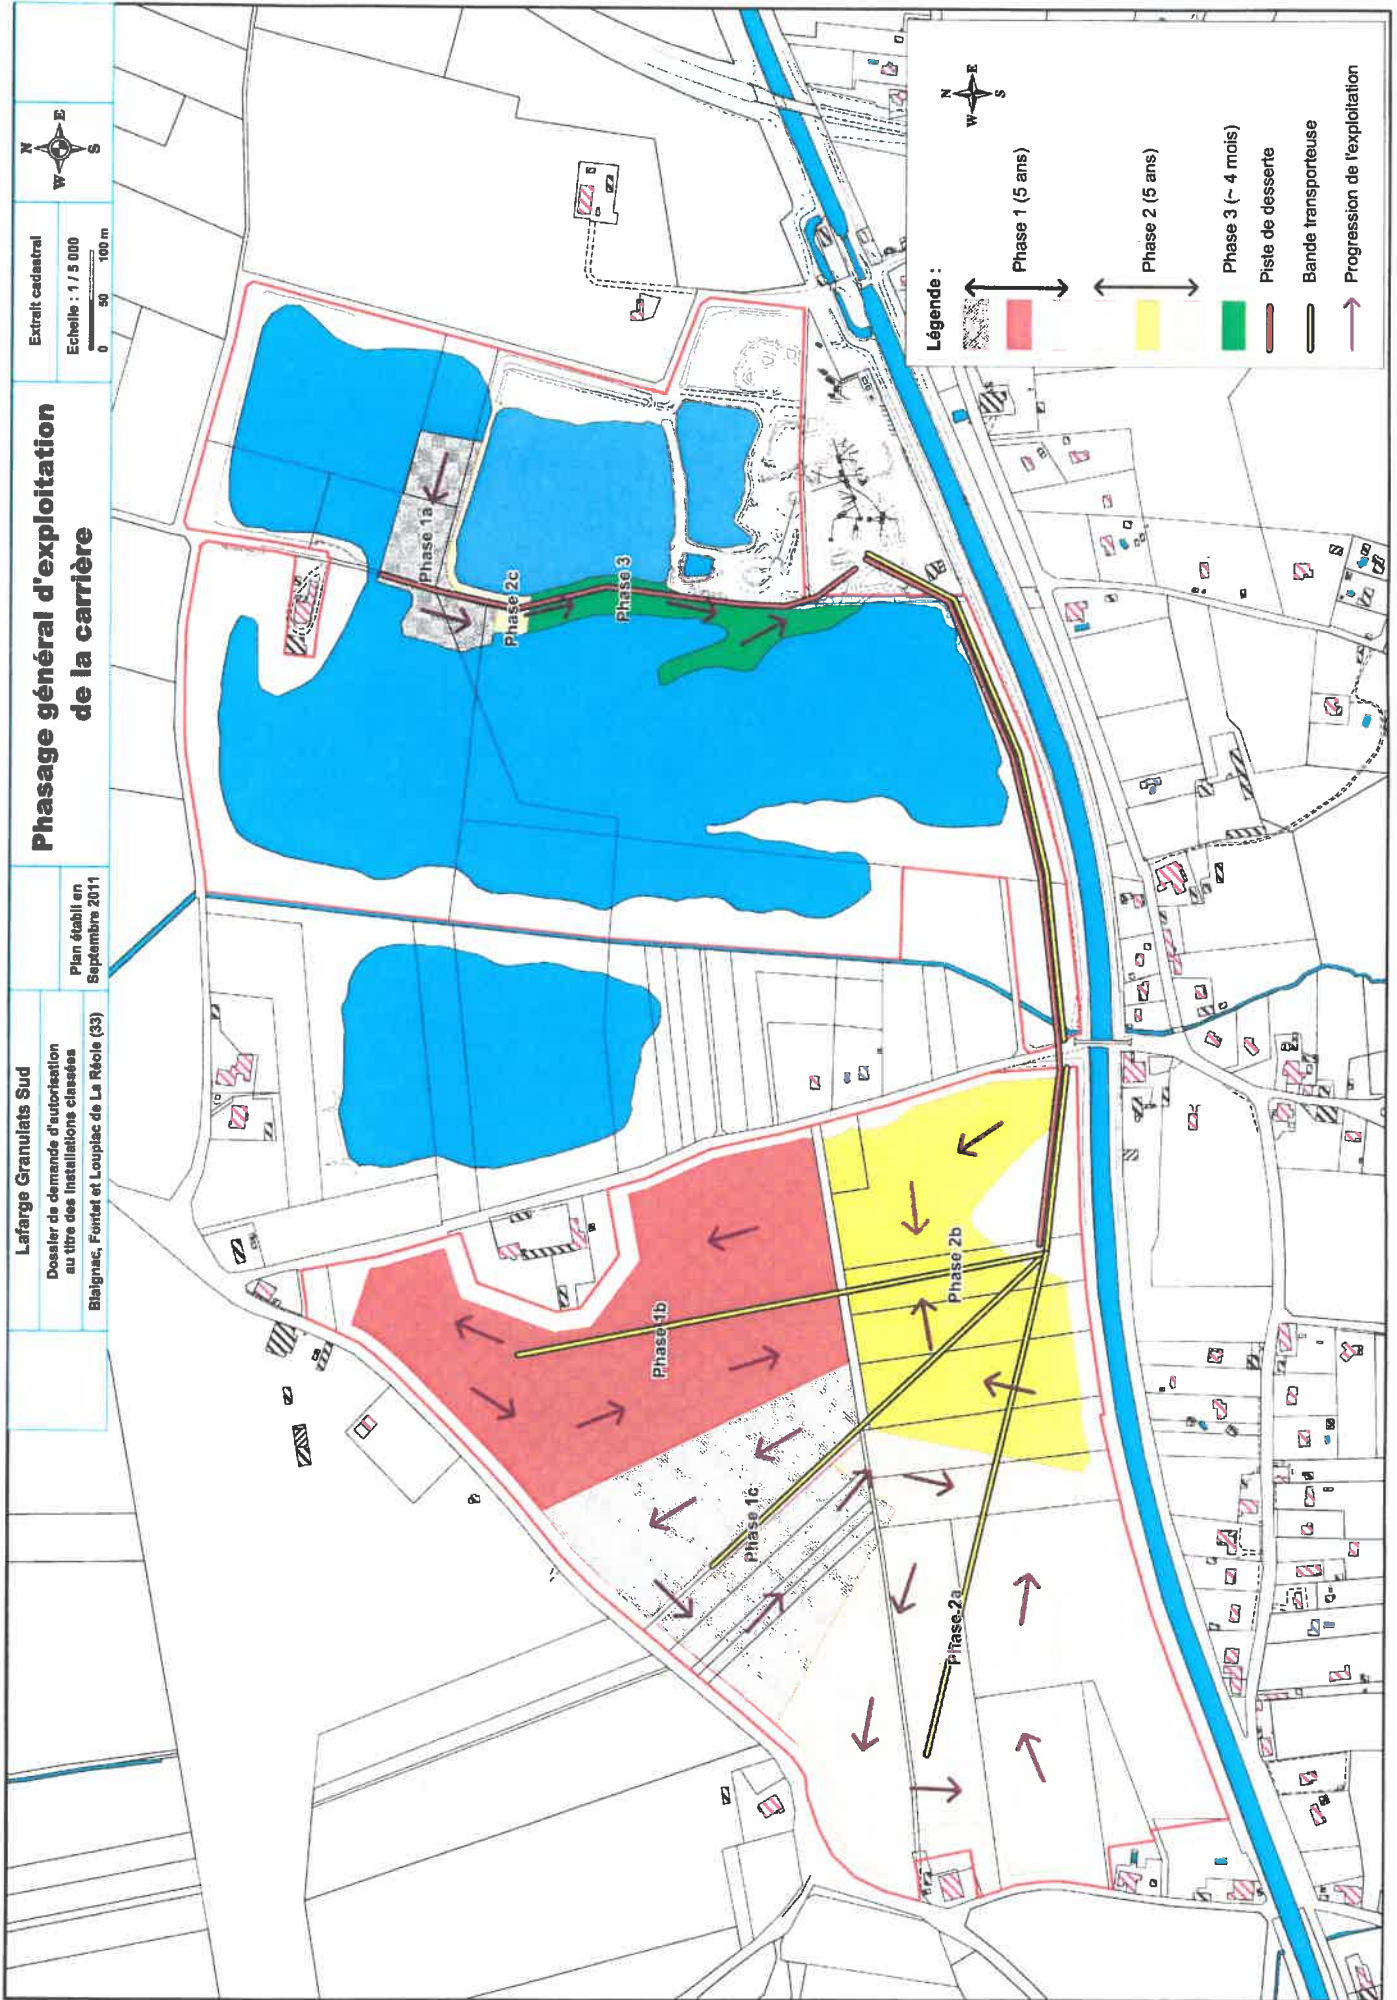 Lafarge Granulats Sud
Dossier de demande d'autorisation
au titre des installations classées
Blaignac, Fontet et Loupiac de La Réole (33)
Plan établi en
Septembre 2011
Phasage général d'exploitation
de la carrière
Extrait cadastral
Echelle : 1 / 5 000
0 50 100 m
N
W E
S
Phase 1a
Phase 2c
Phase 3
Phase 1b
Phase 1c
Phase 2b
Phase 2a
Légende :
N
W E
S
Phase 1 (5 ans)
Phase 2 (5 ans)
Phase 3 (~ 4 mois)
Piste de desserte
Bande transporteuse
Progression de l'exploitation